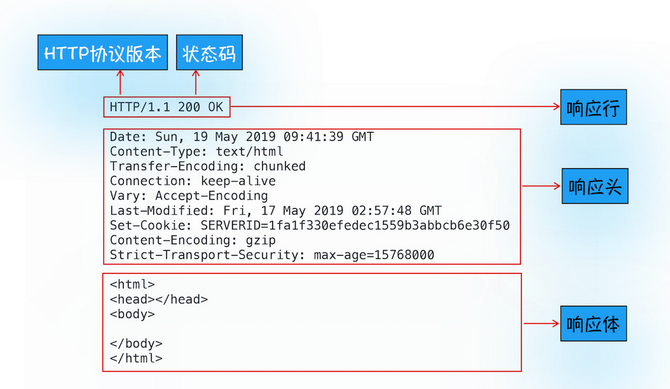 HTTP协议版本
状态码
HTTP/1.1 200 OK
响应行
Date: Sun, 19 May 2019 09:41:39 GMT
Content-Type: text/html
Transfer-Encoding: chunked
Connection: keep-alive
Vary: Accept-Encoding
Last-Modified: Fri, 17 May 2019 02:57:48 GMT
Set-Cookie: SERVERID=1fa1f330efedec1559b3abbcb6e30f50
Content-Encoding: gzip
Strict-Transport-Security: max-age=15768000
响应头
<html>
<head></head>
<body>
</body>
</html>
响应体